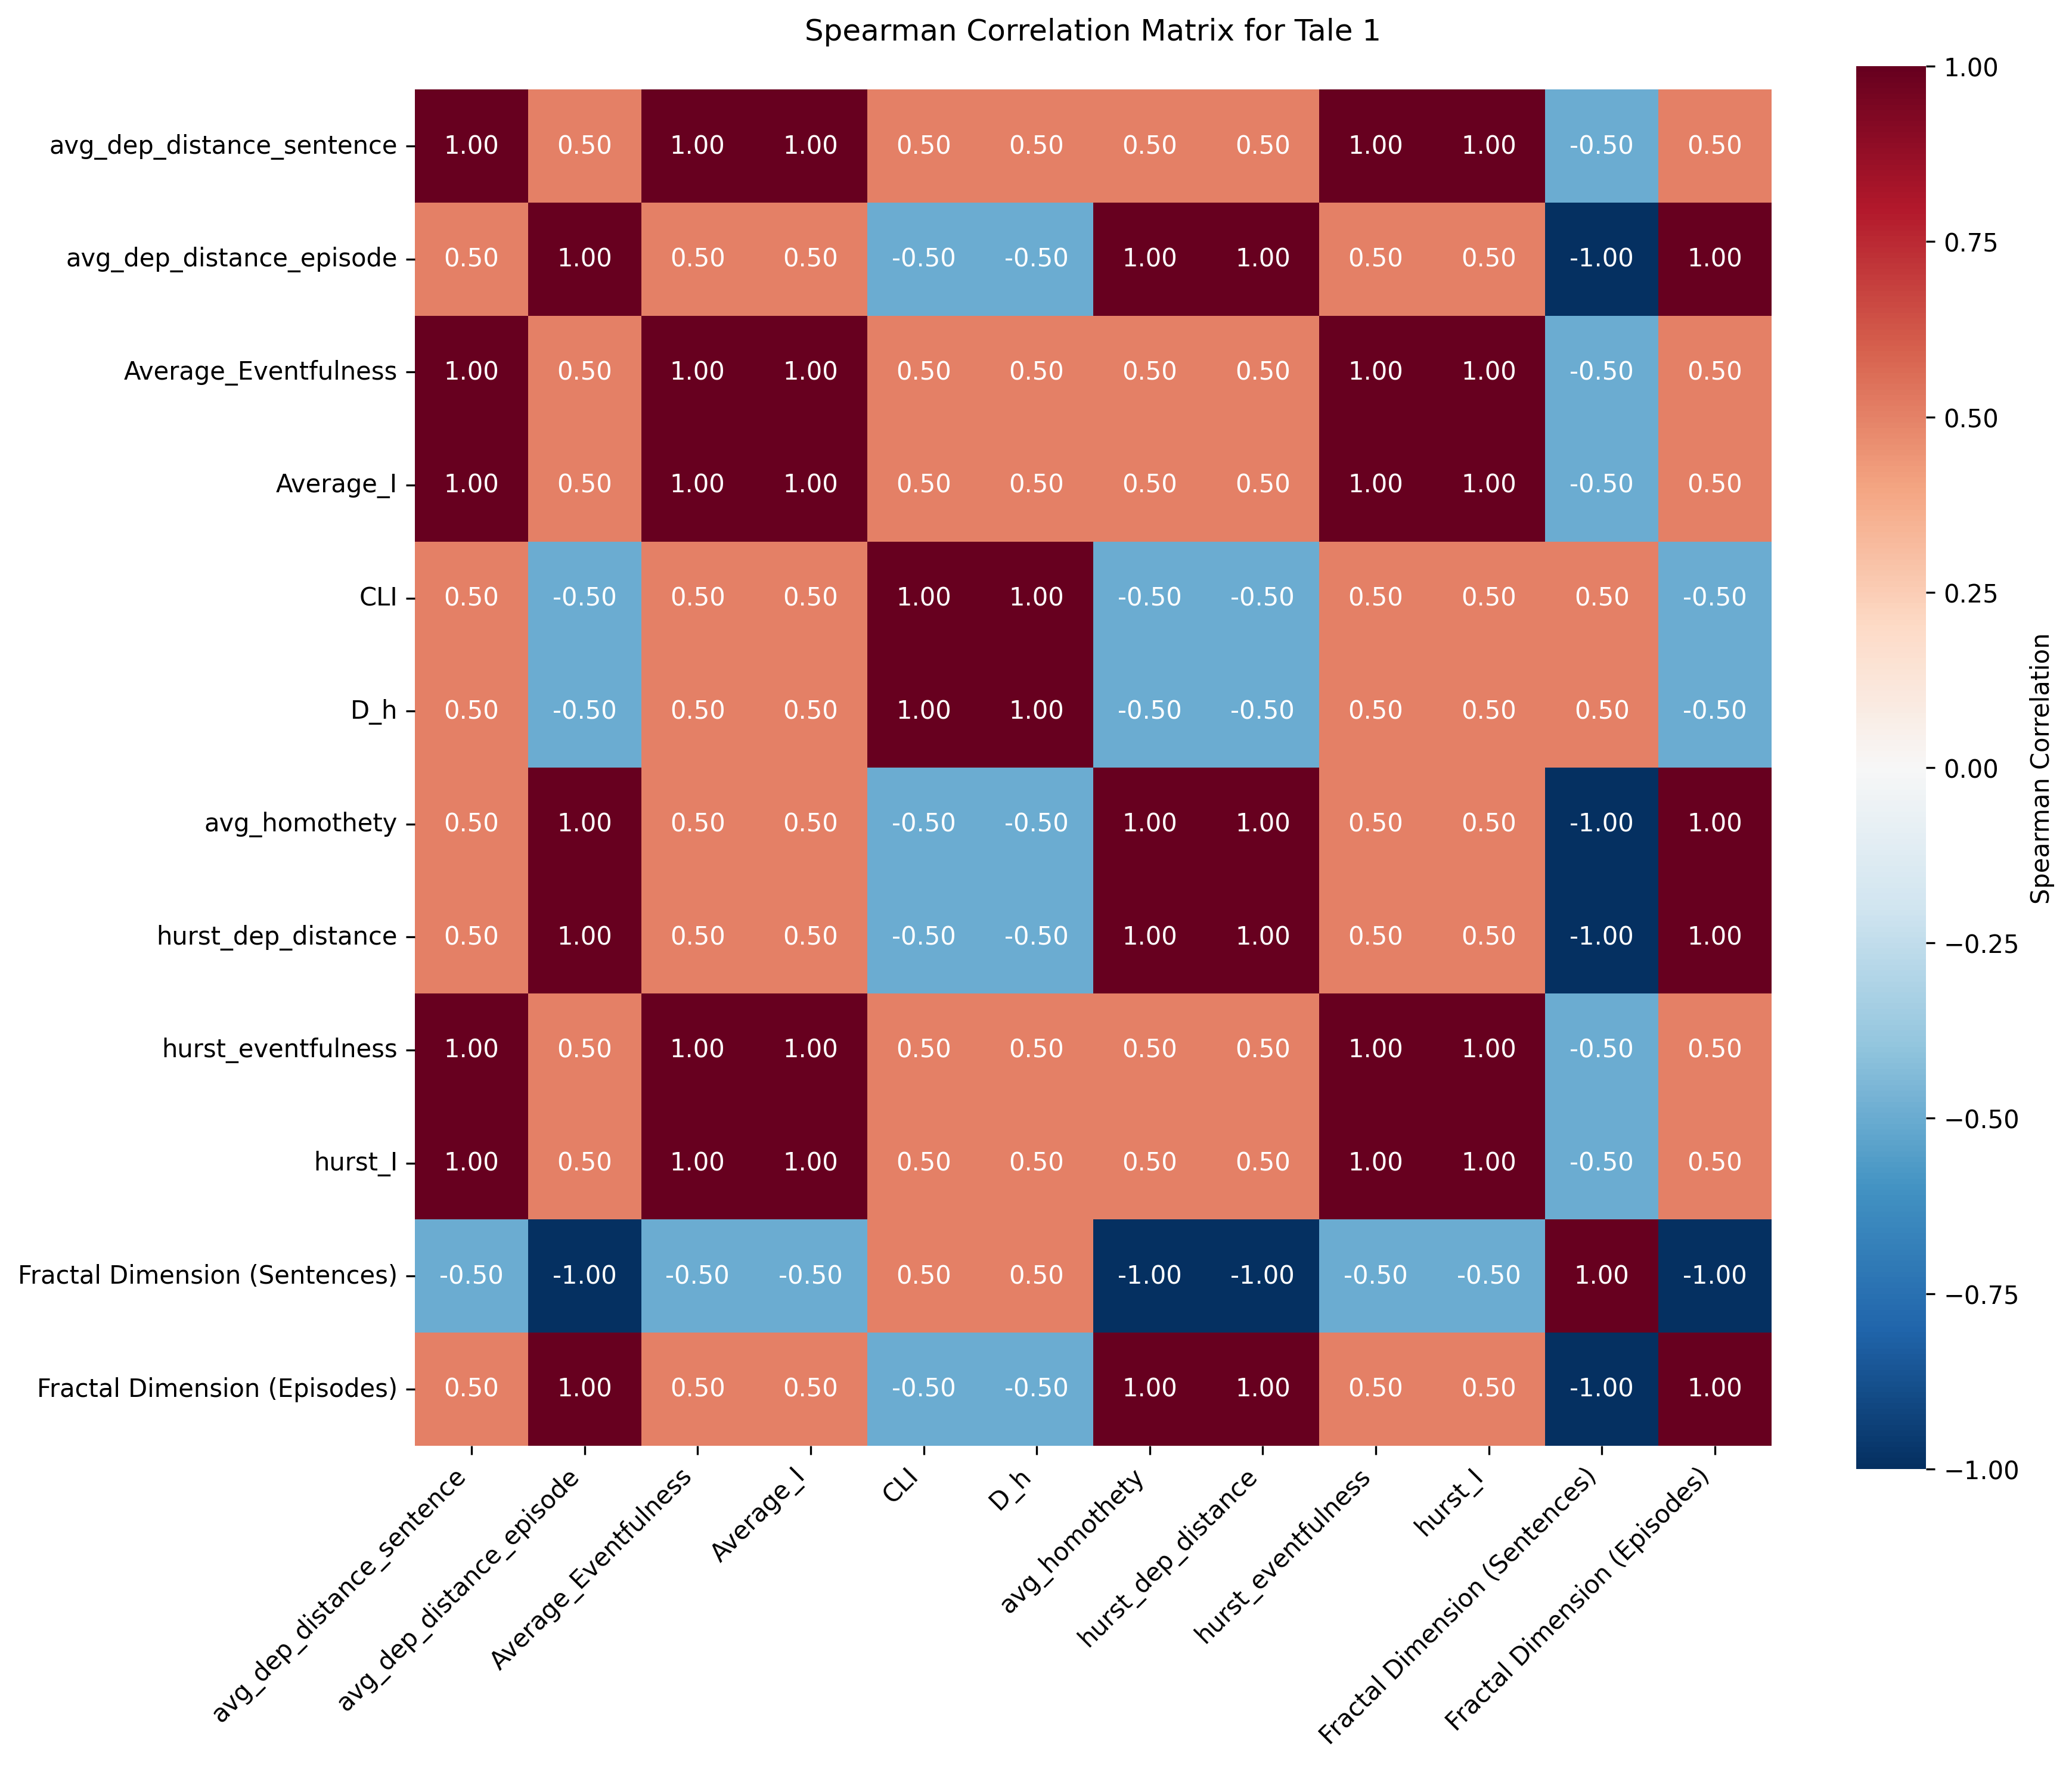 Spearman Correlation Matrix for Tale 1
avg_dep_distance_sentence 1.00 0.50 1.00 1.00 0.50 0.50 0.50 0.50 1.00 1.00 -0.50 0.50
avg_dep_distance_episode 0.50 1.00 0.50 0.50 -0.50 -0.50 1.00 1.00 0.50 0.50 -1.00 1.00
Average_Eventfulness 1.00 0.50 1.00 1.00 0.50 0.50 0.50 0.50 1.00 1.00 -0.50 0.50
Average_I 1.00 0.50 1.00 1.00 0.50 0.50 0.50 0.50 1.00 1.00 -0.50 0.50
CLI 0.50 -0.50 0.50 0.50 1.00 1.00 -0.50 -0.50 0.50 0.50 0.50 -0.50
D_h 0.50 -0.50 0.50 0.50 1.00 1.00 -0.50 -0.50 0.50 0.50 0.50 -0.50
avg_homothety 0.50 1.00 0.50 0.50 -0.50 -0.50 1.00 1.00 0.50 0.50 -1.00 1.00
hurst_dep_distance 0.50 1.00 0.50 0.50 -0.50 -0.50 1.00 1.00 0.50 0.50 -1.00 1.00
hurst_eventfulness 1.00 0.50 1.00 1.00 0.50 0.50 0.50 0.50 1.00 1.00 -0.50 0.50
hurst_I 1.00 0.50 1.00 1.00 0.50 0.50 0.50 0.50 1.00 1.00 -0.50 0.50
Fractal Dimension (Sentences) -0.50 -1.00 -0.50 -0.50 0.50 0.50 -1.00 -1.00 -0.50 -0.50 1.00 -1.00
Fractal Dimension (Episodes) 0.50 1.00 0.50 0.50 -0.50 -0.50 1.00 1.00 0.50 0.50 -1.00 1.00
avg_dep_distance_sentence
avg_dep_distance_episode
Average_Eventfulness
Average_I
CLI
D_h
avg_homothety
hurst_dep_distance
hurst_eventfulness
hurst_I
Fractal Dimension (Sentences)
Fractal Dimension (Episodes)
1.00
0.75
0.50
0.25
0.00
−0.25
−0.50
−0.75
−1.00
Spearman Correlation